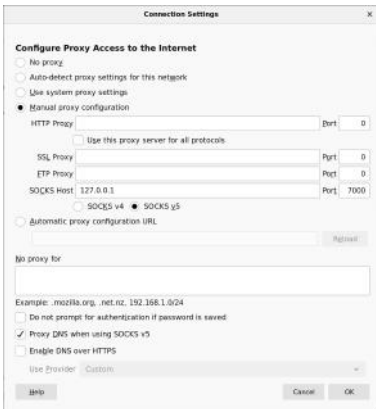 Connection Settings ×
Configure Proxy Access to the Internet
No proxy
Auto-detect proxy settings for this network
Use system proxy settings
Manual proxy configuration
HTTP Proxy Port 0
Use this proxy server for all protocols
SSL Proxy Port 0
FTP Proxy Port 0
SOCKS Host 127.0.0.1 Port 7000
SOCKS v4 SOCKS v5
Automatic proxy configuration URL
Reload
No proxy for
Example: .mozilla.org, .net.nz, 192.168.1.0/24
Do not prompt for authentication if password is saved
Proxy DNS when using SOCKS v5
Enable DNS over HTTPS
Use Provider Custom
Help Cancel OK